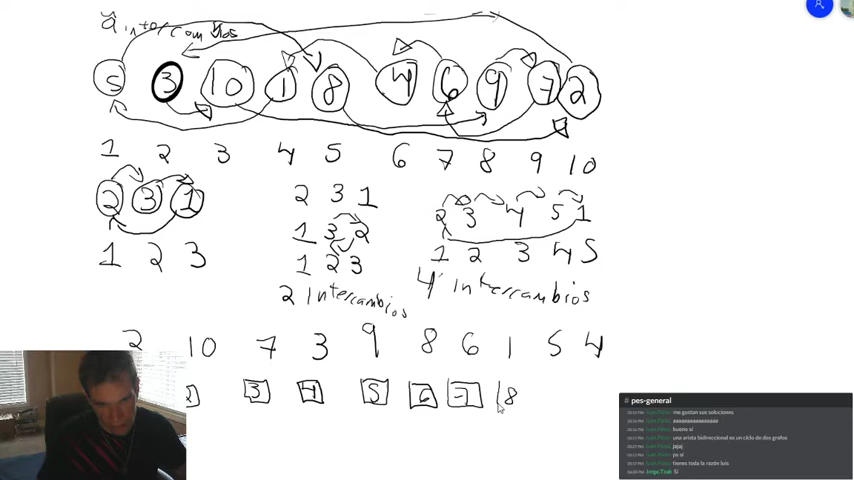 5 3 10 1 8 4 6 9 7 2
1 2 3 4 5 6 7 8 9 10
2 3 1
1 2 3
2 3 1
1 3 2
1 2 3
2 intercambios
2 3 4 5 1
1 2 3 4 5
4 intercambios
2 10 7 3 9 8 6 1 5 4
2 3 4 5 6 7 8
# pes-general
me gustan sus soluciones
bueno sí
una arista bidireccional es un ciclo de dos grafos
jajaj
po sí
tienes toda la razón luis
Sí